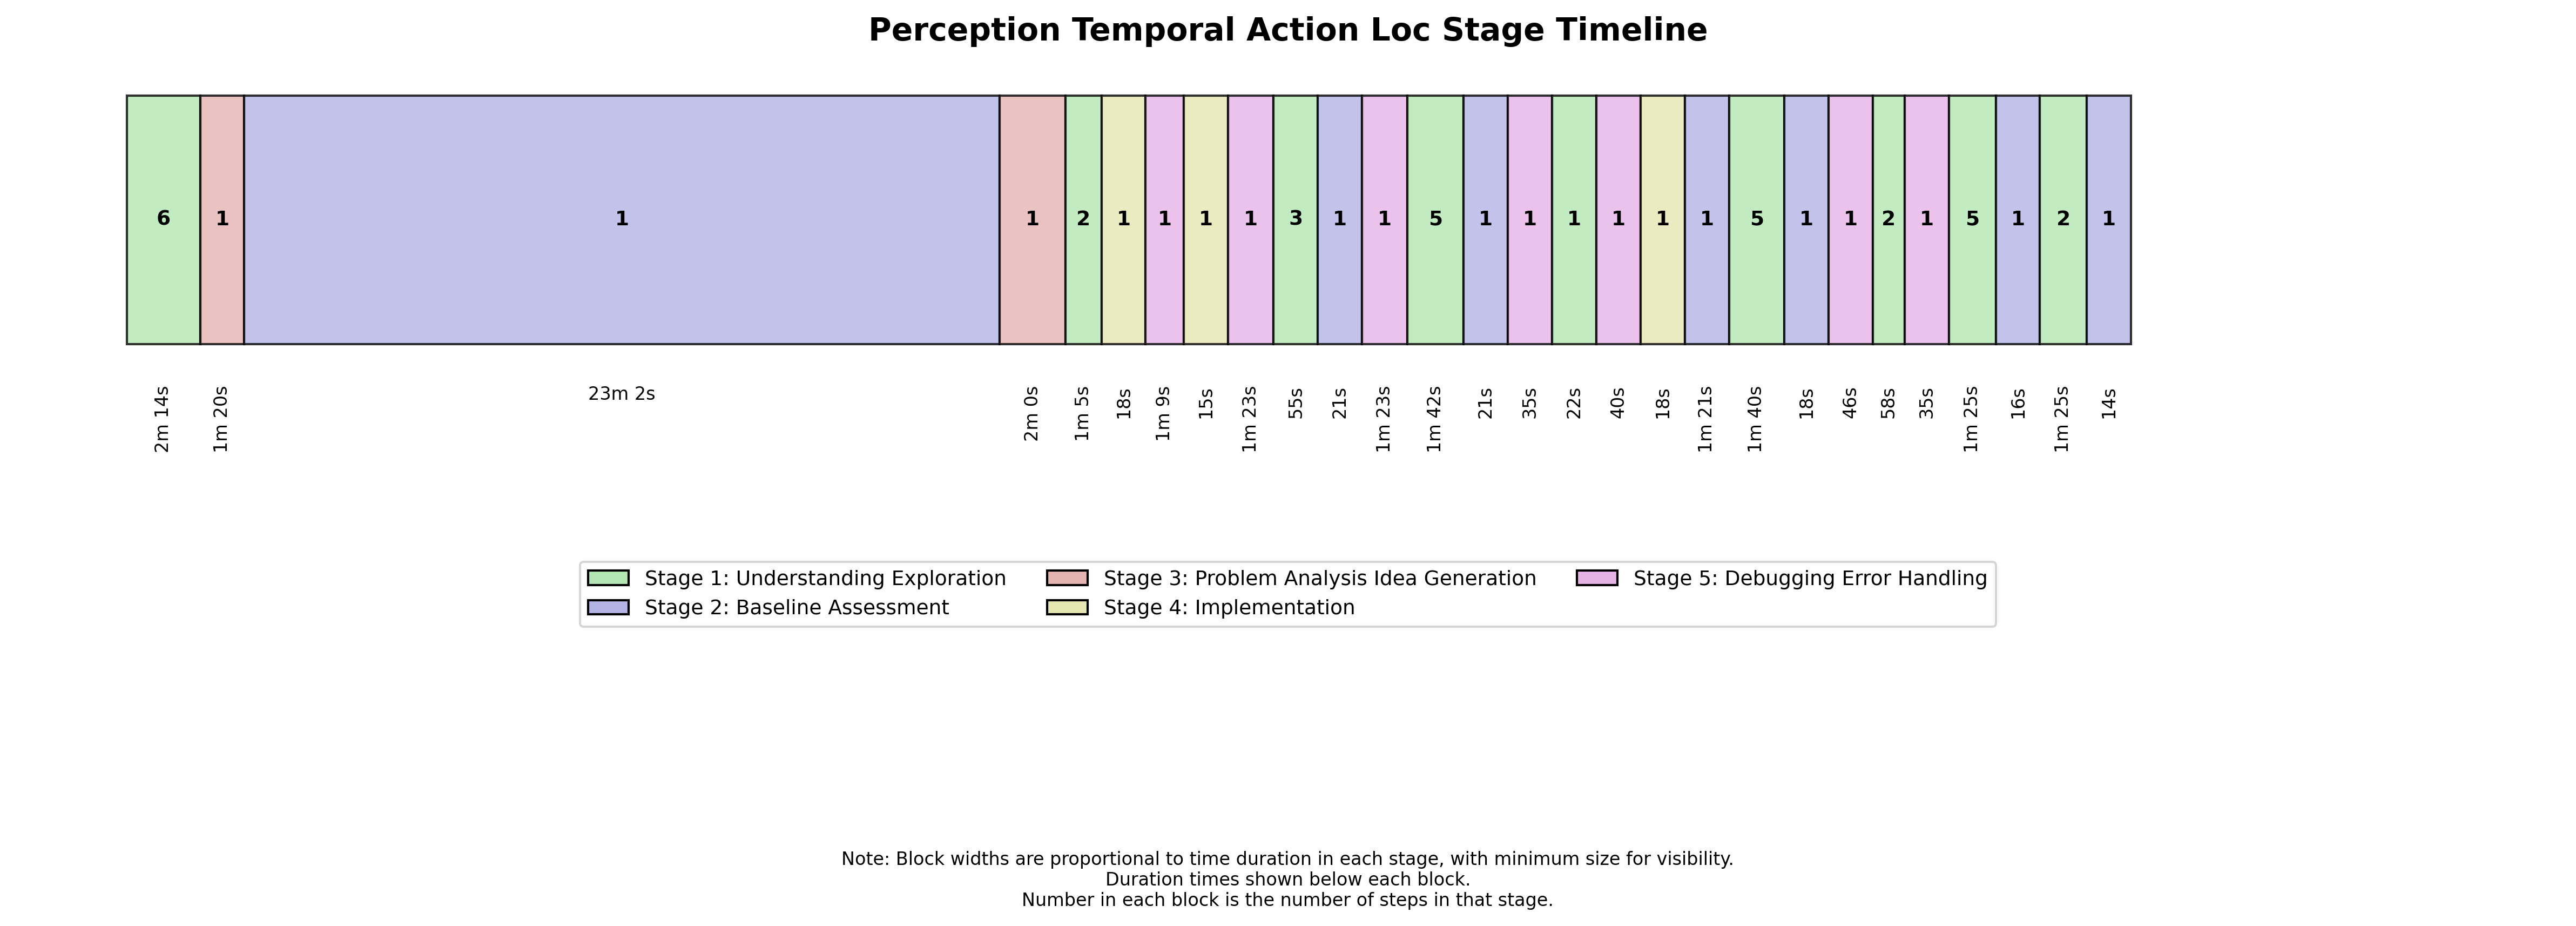 Perception Temporal Action Loc Stage Timeline
6 1 1 1 2 1 1 1 1 3 1 1 5 1 1 1 1 1 1 5 1 1 2 1 5 1 2 1
2m 14s 1m 20s 23m 2s 2m 0s 1m 5s 18s 1m 9s 15s 1m 23s 55s 21s 1m 23s 1m 42s 21s 35s 22s 40s 18s 1m 21s 1m 40s 18s 46s 58s 35s 1m 25s 16s 1m 25s 14s
Stage 1: Understanding Exploration
Stage 2: Baseline Assessment
Stage 3: Problem Analysis Idea Generation
Stage 4: Implementation
Stage 5: Debugging Error Handling
Note: Block widths are proportional to time duration in each stage, with minimum size for visibility.
Duration times shown below each block.
Number in each block is the number of steps in that stage.